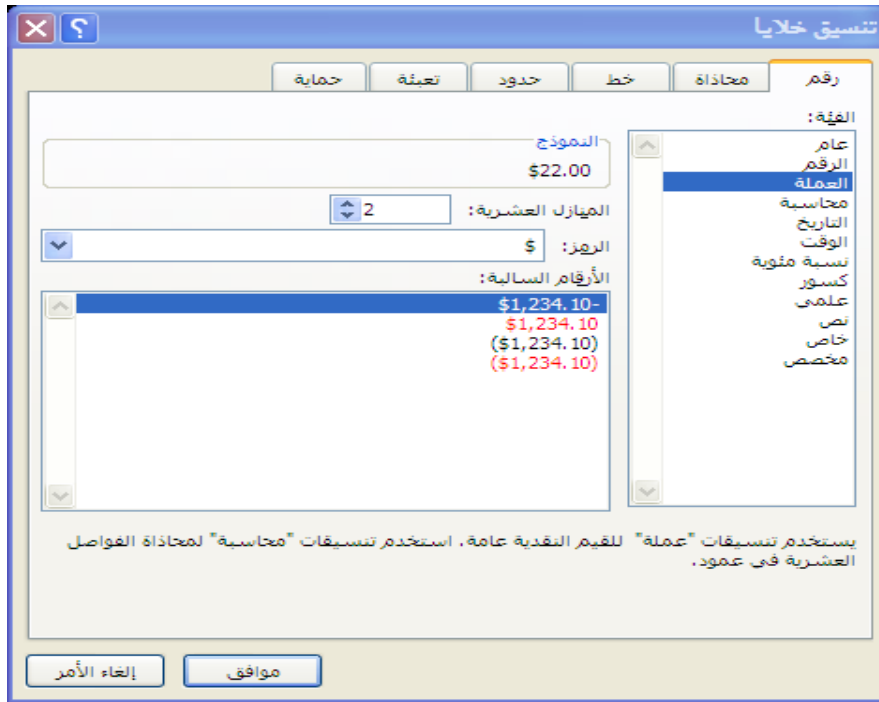 تنسيق خلايا
رقم
محاذاة
خط
حدود
تعبئة
حماية
الفئة:
عام
الرقم
العملة
محاسبة
التاريخ
الوقت
نسبة مئوية
كسور
علمي
نص
خاص
مخصص
النموذج
$22.00
المنازل العشرية: 2
الرمز: $
الأرقام السالبة:
$1,234.10-
$1,234.10
($1,234.10)
($1,234.10)
يستخدم تنسيقات "عملة" للقيم النقدية عامة. استخدم تنسيقات "محاسبة" لمحاذاة الفواصل
العشرية في عمود.
موافق
إلغاء الأمر